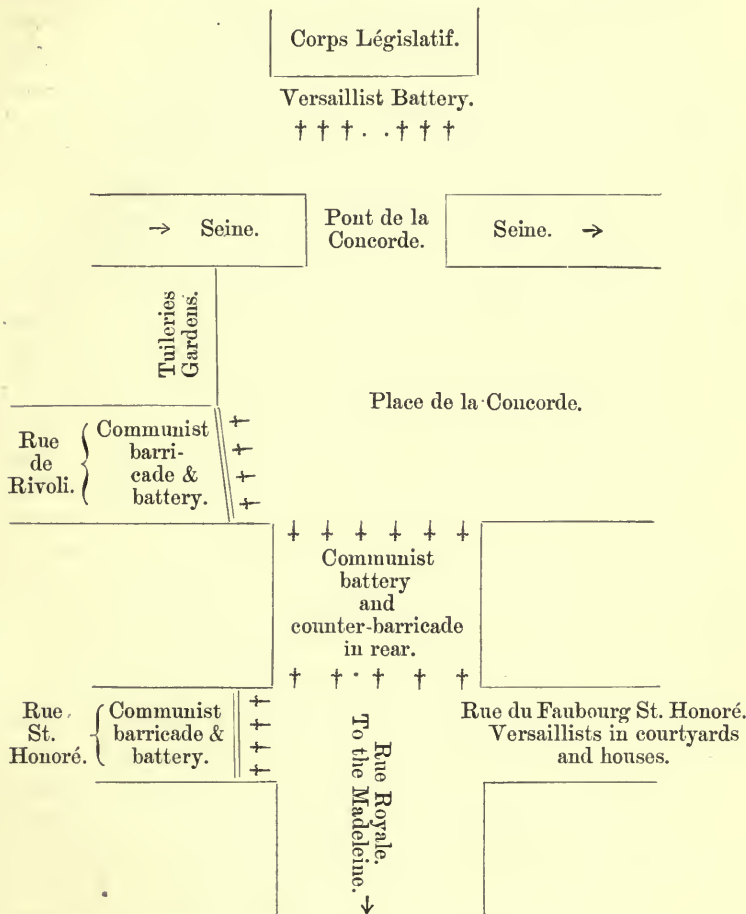 Corps Législatif.
Versaillist Battery.
→ Seine.
Pont de la
Concorde.
Seine. →
Tuileries
Gardens.
Place de la Concorde.
Rue
de
Rivoli.
Communist
barri-
cade &
battery.
Communist
battery
and
counter-barricade
in rear.
Rue
St.
Honoré.
Communist
barricade &
battery.
Rue Royale.
To the Madeleine.
Rue du Faubourg St. Honoré.
Versaillists in courtyards
and houses.